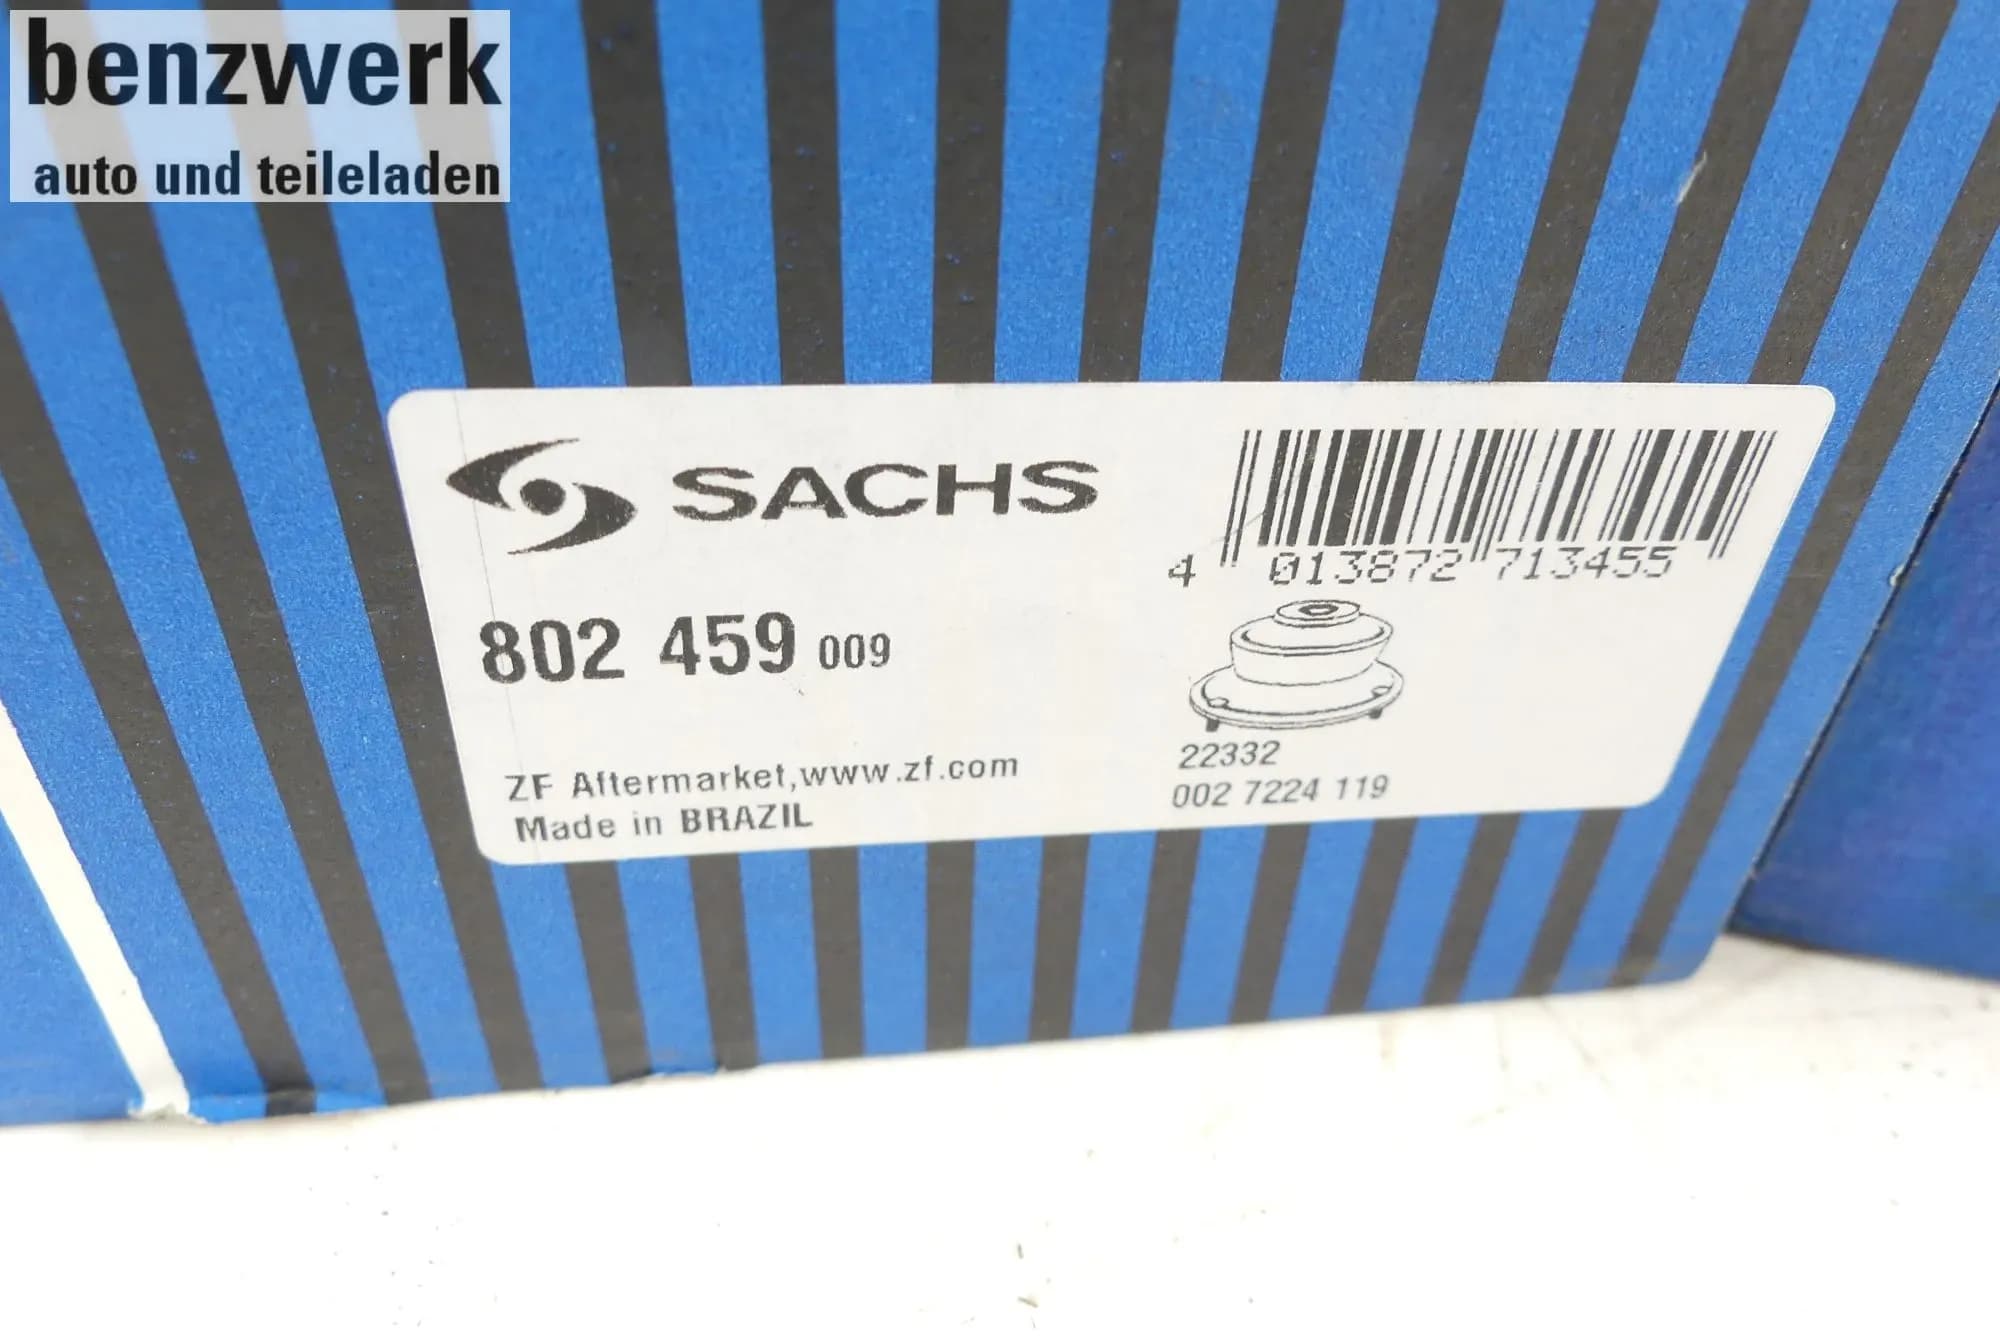 benzwerk
auto und teileladen
SACHS
4 013872 713455
802 459 009
22332
002 7224 119
ZF Aftermarket,www.zf.com
Made in BRAZIL